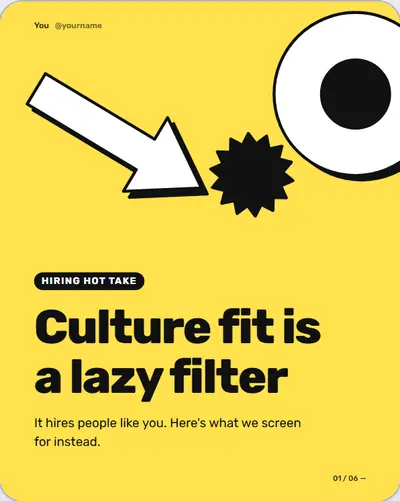 You @yourname
HIRING HOT TAKE
Culture fit is
a lazy filter
It hires people like you. Here's what we screen
for instead.
01 / 06 →